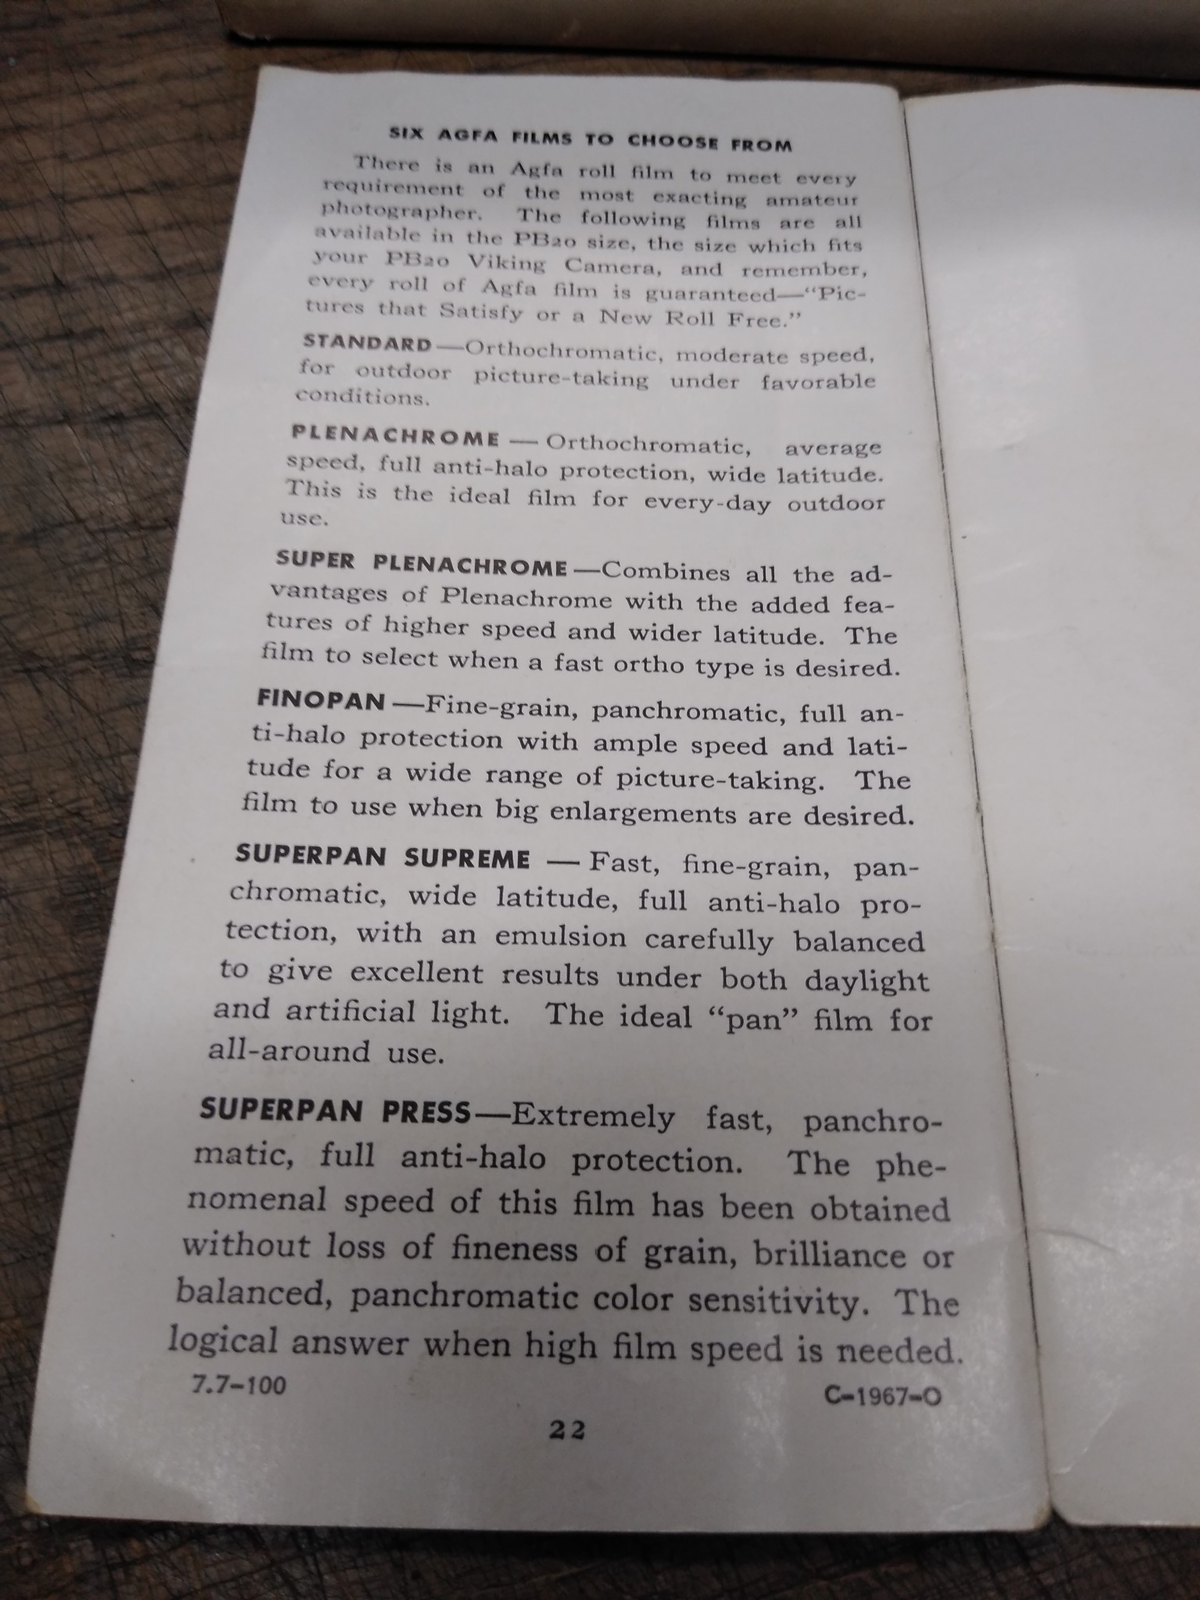 SIX AGFA FILMS TO CHOOSE FROM
There is an Agfa roll film to meet every
requirement of the most exacting amateur
photographer. The following films are all
available in the PB20 size, the size which fits
your PB20 Viking Camera, and remember,
every roll of Agfa film is guaranteed—“Pic-
tures that Satisfy or a New Roll Free.”
STANDARD—Orthochromatic, moderate speed,
for outdoor picture-taking under favorable
conditions.
PLENACHROME — Orthochromatic, average
speed, full anti-halo protection, wide latitude.
This is the ideal film for every-day outdoor
use.
SUPER PLENACHROME—Combines all the ad-
vantages of Plenachrome with the added fea-
tures of higher speed and wider latitude. The
film to select when a fast ortho type is desired.
FINOPAN—Fine-grain, panchromatic, full an-
ti-halo protection with ample speed and lati-
tude for a wide range of picture-taking. The
film to use when big enlargements are desired.
SUPERPAN SUPREME — Fast, fine-grain, pan-
chromatic, wide latitude, full anti-halo pro-
tection, with an emulsion carefully balanced
to give excellent results under both daylight
and artificial light. The ideal “pan” film for
all-around use.
SUPERPAN PRESS—Extremely fast, panchro-
matic, full anti-halo protection. The phe-
nomenal speed of this film has been obtained
without loss of fineness of grain, brilliance or
balanced, panchromatic color sensitivity. The
logical answer when high film speed is needed.
7.7-100 C-1967-O
22